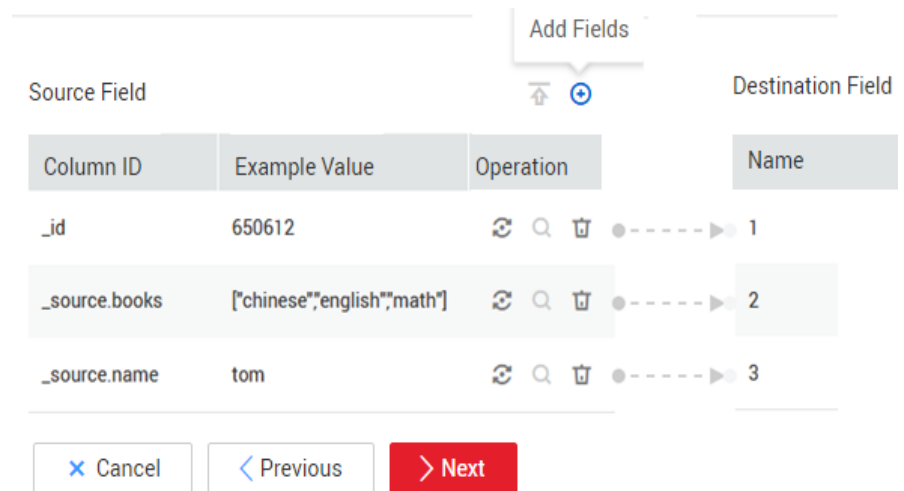 Add Fields
Source Field
Destination Field
Column ID Example Value Operation Name
_id 650612 1
_source.books ["chinese","english","math"] 2
_source.name tom 3
Cancel Previous Next